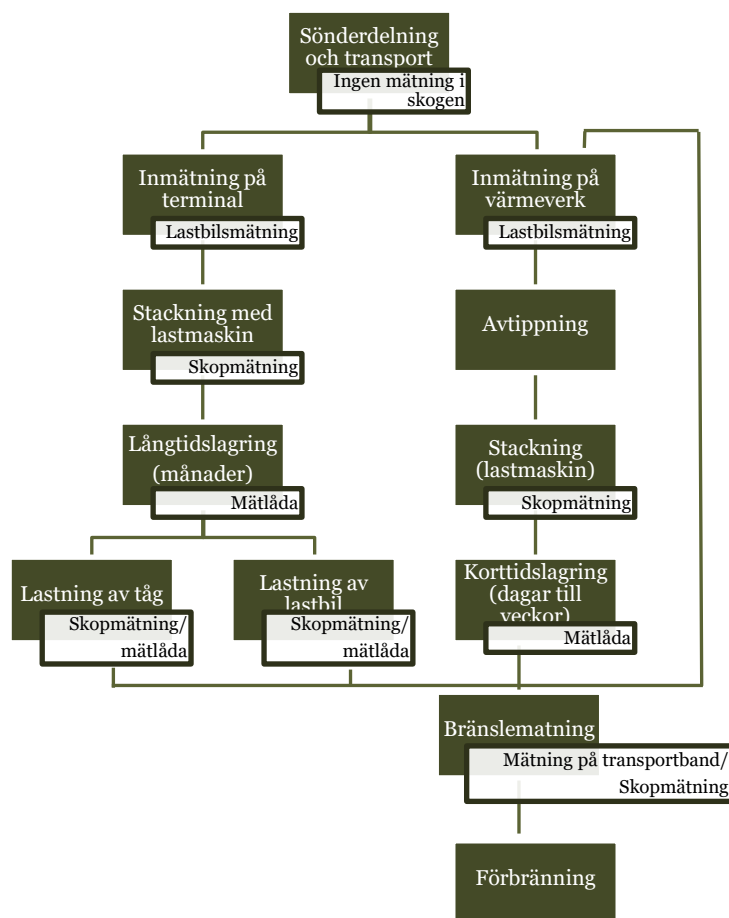 Sönderdelning
och transport
Ingen mätning i
skogen
Inmätning på
terminal
Lastbilsmätning
Inmätning på
värmeverk
Lastbilsmätning
Stackning med
lastmaskin
Skopmätning
Avtippning
Långtidslagring
(månader)
Mätlåda
Stackning
(lastmaskin)
Skopmätning
Lastning av tåg
Skopmätning/
mätlåda
Lastning av
lastbil
Skopmätning/
mätlåda
Korttidslagring
(dagar till
veckor)
Mätlåda
Bränslematning
Mätning på transportband/
Skopmätning
Förbränning